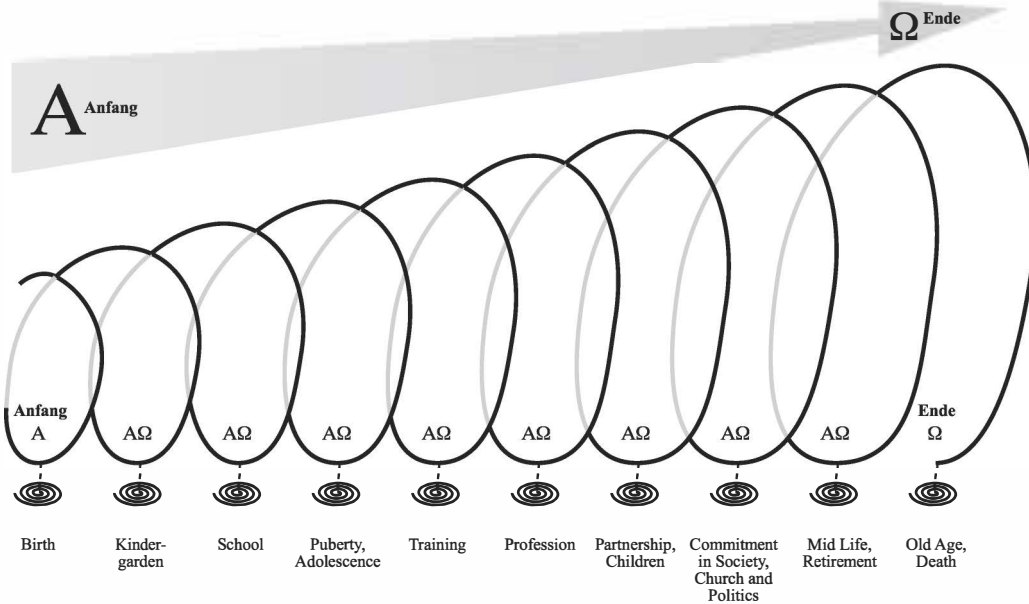 Ω Ende
A Anfang
Anfang
A
AΩ
AΩ
AΩ
AΩ
AΩ
AΩ
AΩ
AΩ
Ende
Ω
Birth
Kinder-
garden
School
Puberty,
Adolescence
Training
Profession
Partnership,
Children
Commitment
in Society,
Church and
Politics
Mid Life,
Retirement
Old Age,
Death